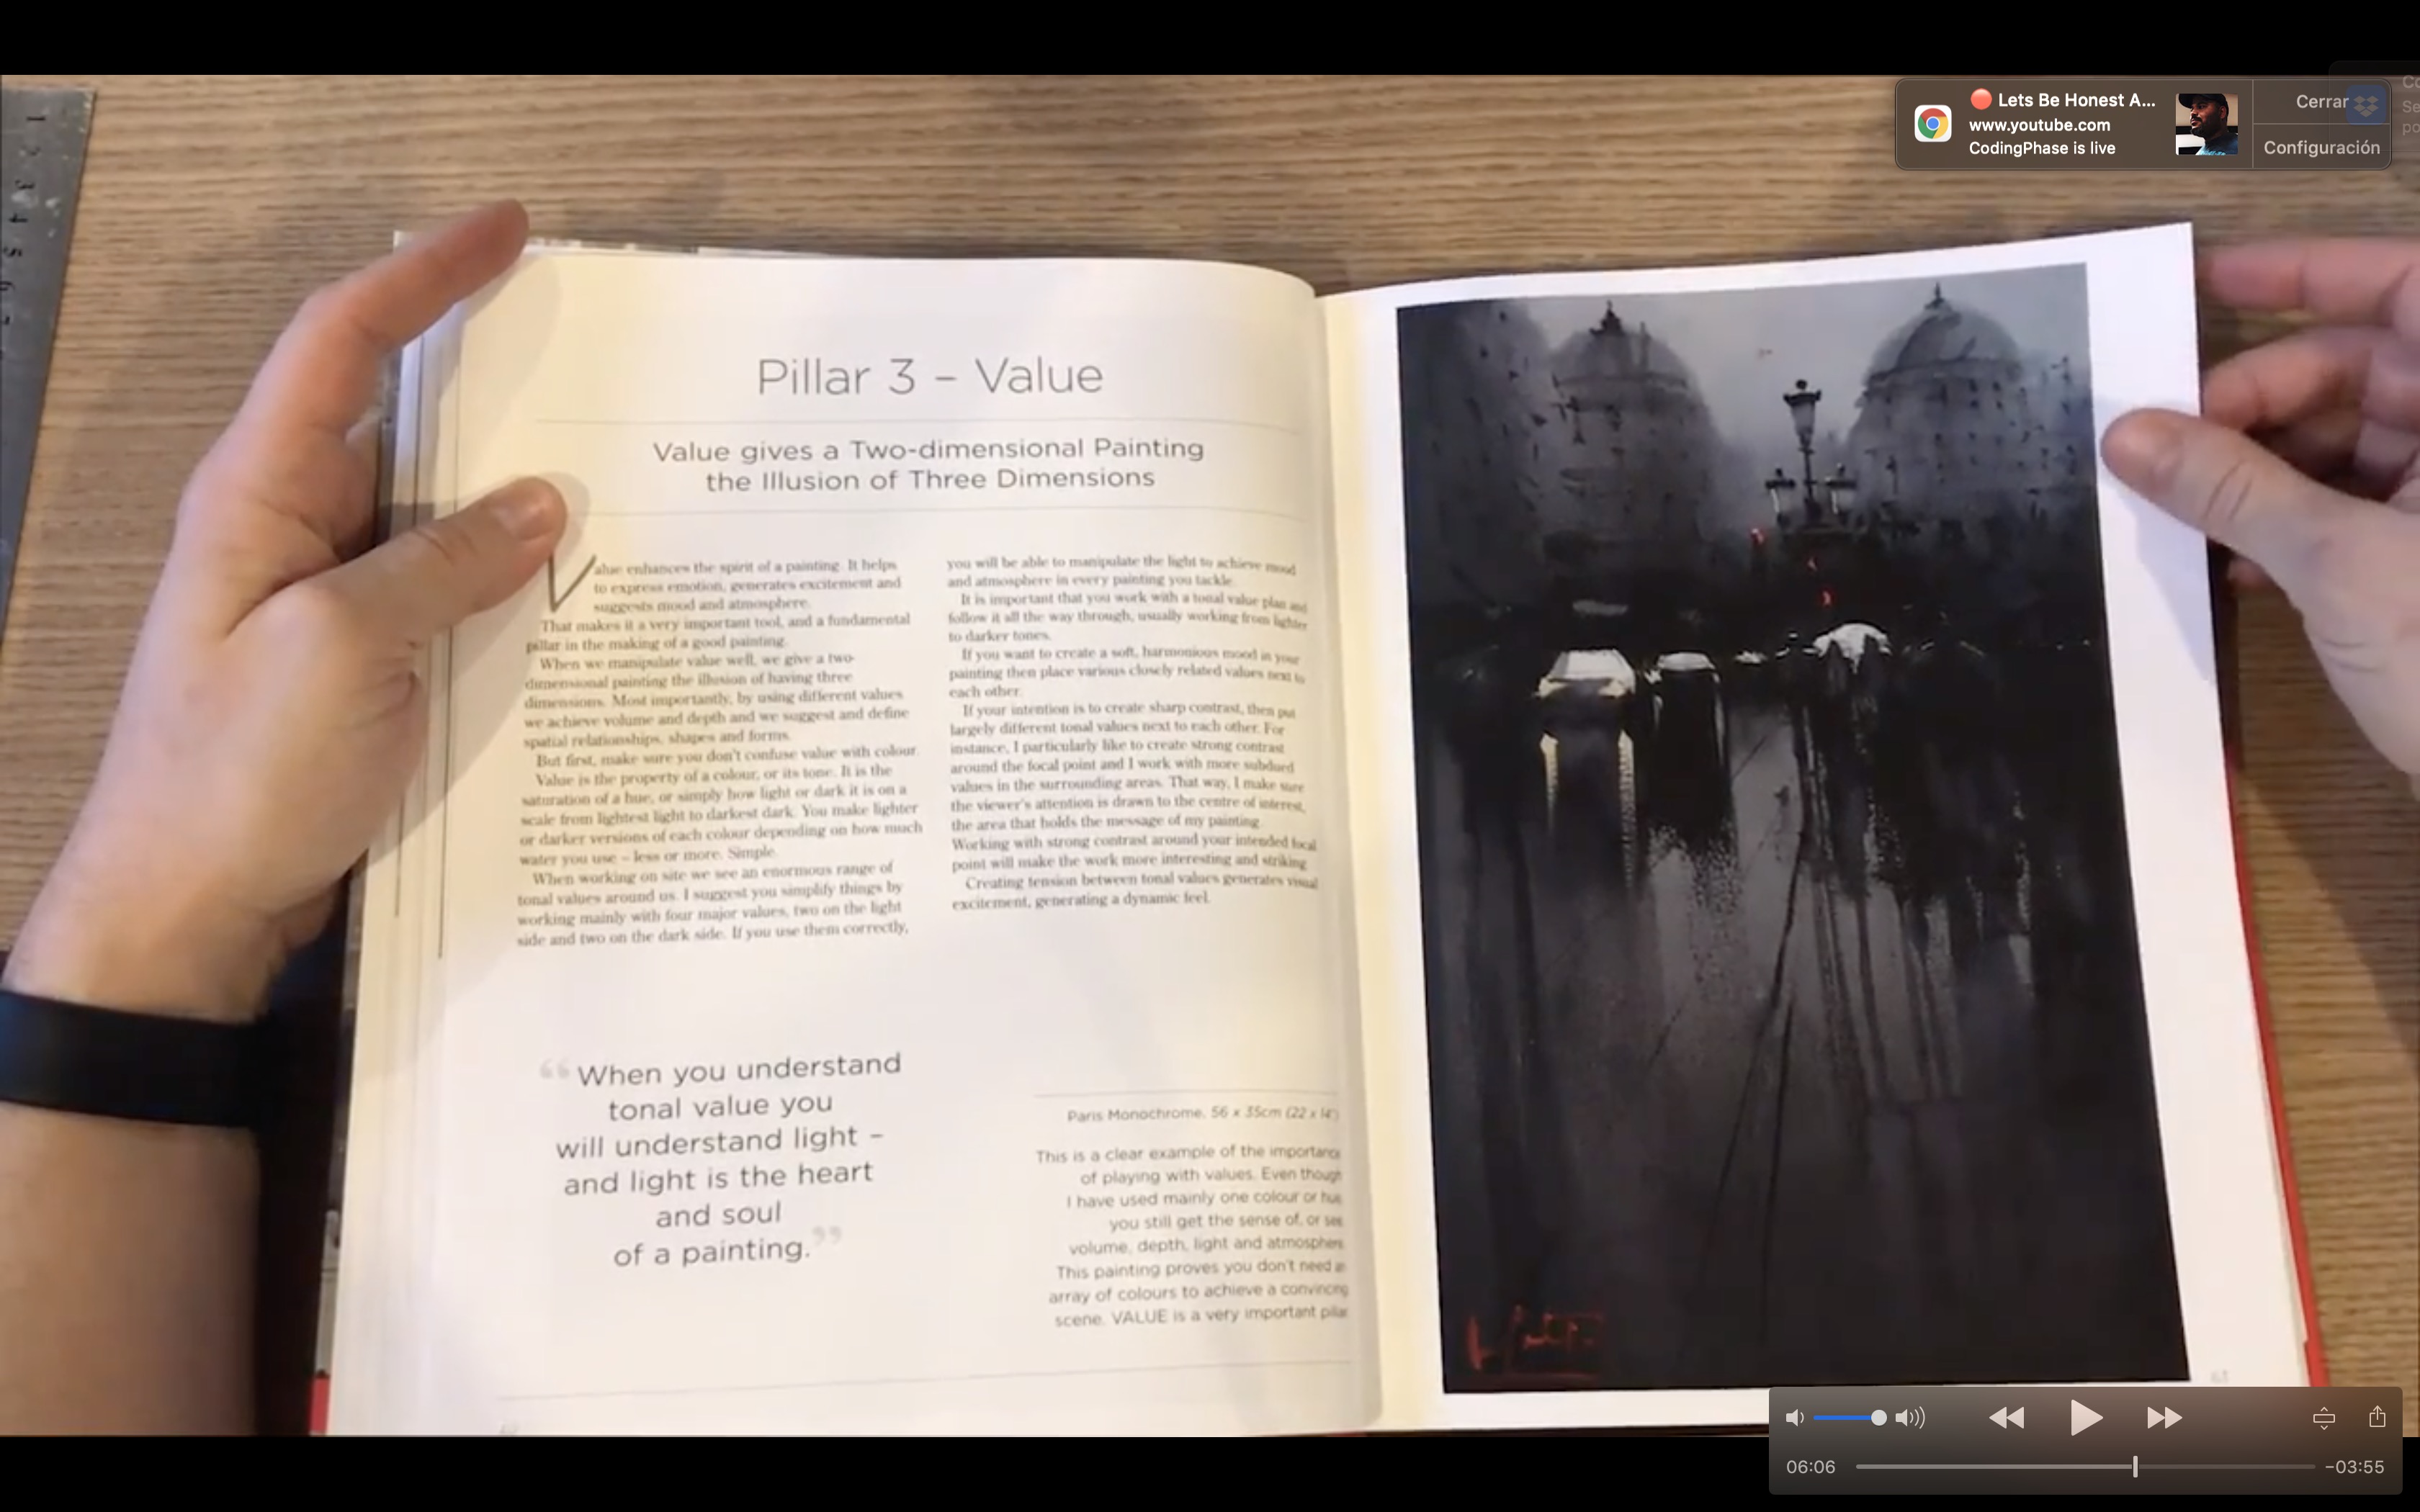 🔴 Lets Be Honest A...
www.youtube.com
CodingPhase is live
Cerrar
Configuración
1 2 3 4 5 6
Pillar 3 – Value
Value gives a Two-dimensional Painting
the Illusion of Three Dimensions
Value enhances the spirit of a painting. It helps
to express emotion, generates excitement and
suggests mood and atmosphere.
That makes it a very important tool, and a fundamental
pillar in the making of a good painting.
When we manipulate value well, we give a two-
dimensional painting the illusion of having three
dimensions. Most importantly, by using different values
we achieve volume and depth and we suggest and define
spatial relationships, shapes and forms.
But first, make sure you don't confuse value with colour.
Value is the property of a colour, or its tone. It is the
saturation of a hue, or simply how light or dark it is on a
scale from lightest light to darkest dark. You make lighter
or darker versions of each colour depending on how much
water you use – less or more. Simple.
When working on site we see an enormous range of
tonal values around us. I suggest you simplify things by
working mainly with four major values, two on the light
side and two on the dark side. If you use them correctly,
you will be able to manipulate the light to achieve mood
and atmosphere in every painting you tackle.
It is important that you work with a tonal value plan and
follow it all the way through, usually working from lighter
to darker tones.
If you want to create a soft, harmonious mood in your
painting then place various closely related values next to
each other.
If your intention is to create sharp contrast, then put
largely different tonal values next to each other. For
instance, I particularly like to create strong contrast
around the focal point and I work with more subdued
values in the surrounding areas. That way, I make sure
the viewer's attention is drawn to the centre of interest,
the area that holds the message of my painting.
Working with strong contrast around your intended focal
point will make the work more interesting and striking.
Creating tension between tonal values generates visual
excitement, generating a dynamic feel.
“When you understand
tonal value you
will understand light –
and light is the heart
and soul
of a painting.”
Paris Monochrome, 56 x 35cm (22 x 14")
This is a clear example of the importance
of playing with values. Even though
I have used mainly one colour or hue,
you still get the sense of, or see,
volume, depth, light and atmosphere.
This painting proves you don't need an
array of colours to achieve a convincing
scene. VALUE is a very important pillar
61
06:06
−03:55